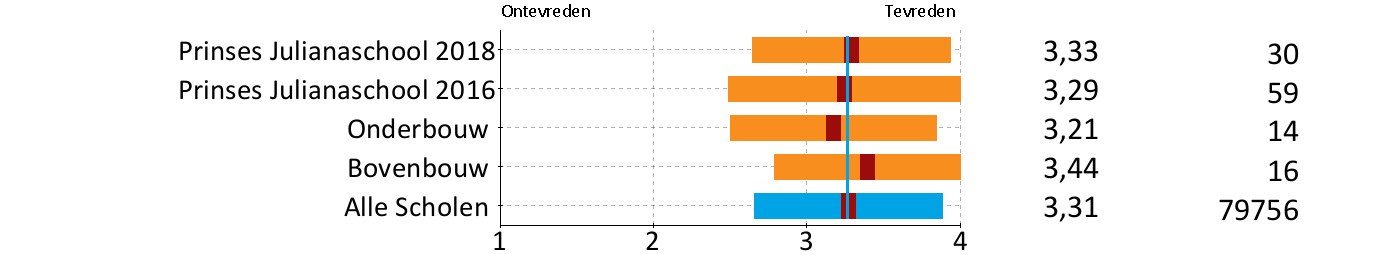 Ontevreden Tevreden
Prinses Julianaschool 2018 3,33 30
Prinses Julianaschool 2016 3,29 59
Onderbouw 3,21 14
Bovenbouw 3,44 16
Alle Scholen 3,31 79756
1 2 3 4